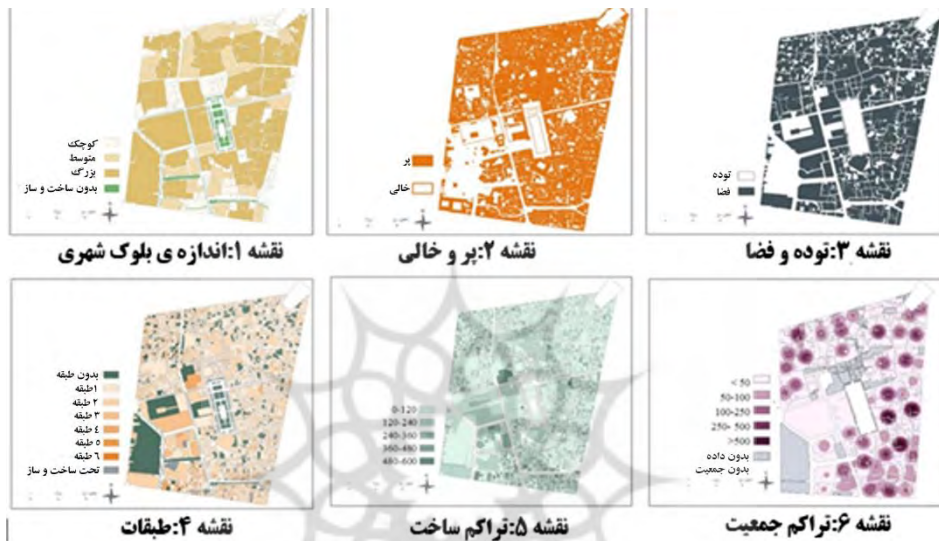 کوچک
متوسط
بزرگ
بدون ساخت و ساز
نقشه ۱:اندازه ی بلوک شهری
پر
خالی
نقشه ۲:پر و خالی
توده
فضا
نقشه ۳:توده و فضا
بدون طبقه
۱طبقه
۲ طبقه
۳ طبقه
۴ طبقه
۵ طبقه
۶ طبقه
تحت ساخت و ساز
نقشه ۴:طبقات
0-120
120-240
240-360
360-480
480-600
نقشه ۵:تراکم ساخت
< 50
50-100
100-250
250- 500
>500
بدون داده
بدون جمعیت
نقشه ۶:تراکم جمعیت